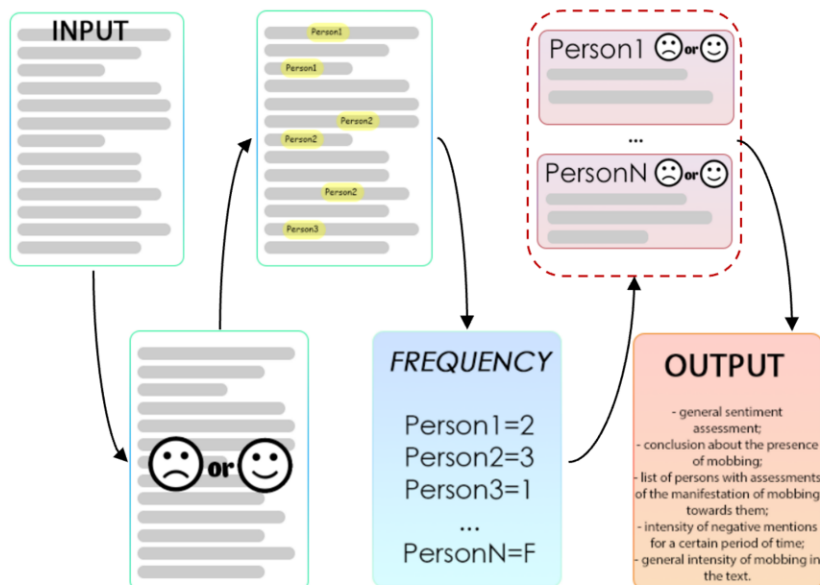 INPUT
or
Person1
Person1
Person2
Person2
Person2
Person3
FREQUENCY
Person1=2
Person2=3
Person3=1
...
PersonN=F
Person1 or
...
PersonN or
OUTPUT
- general sentiment
assessment;
- conclusion about the presence
of mobbing;
- list of persons with assessments
of the manifestation of mobbing
towards them;
- intensity of negative mentions
for a certain period of time;
- general intensity of mobbing in
the text.